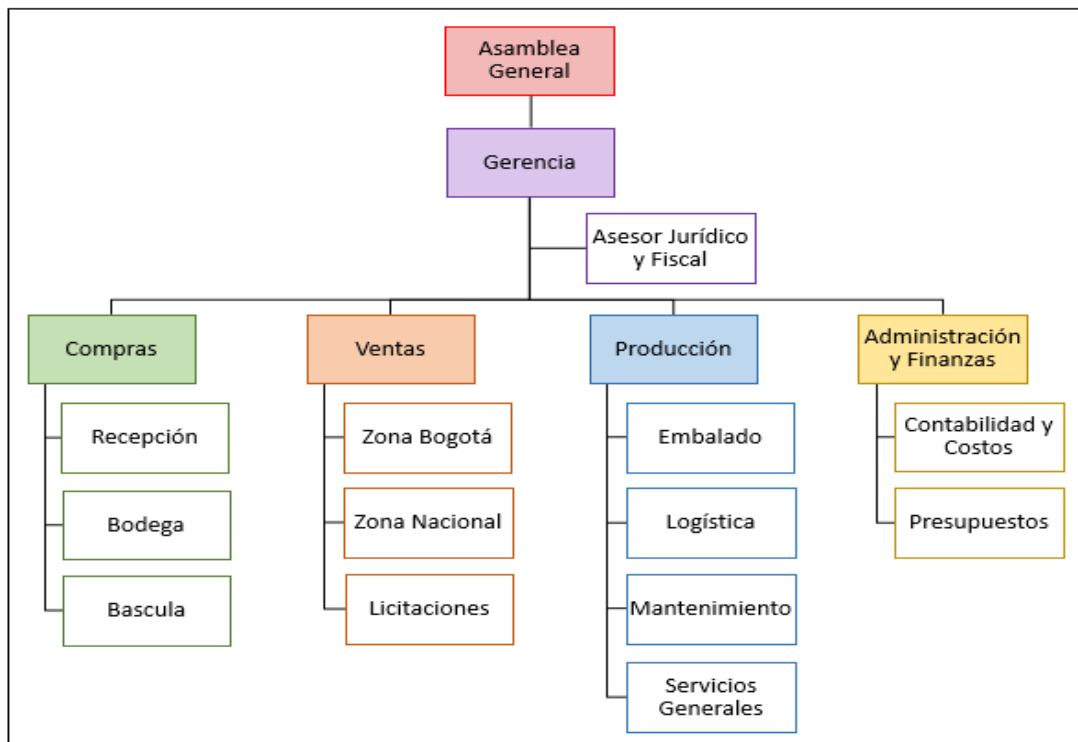 Asamblea
General
Gerencia
Asesor Jurídico
y Fiscal
Compras
Ventas
Producción
Administración
y Finanzas
Recepción
Bodega
Bascula
Zona Bogotá
Zona Nacional
Licitaciones
Embalado
Logística
Mantenimiento
Servicios
Generales
Contabilidad y
Costos
Presupuestos